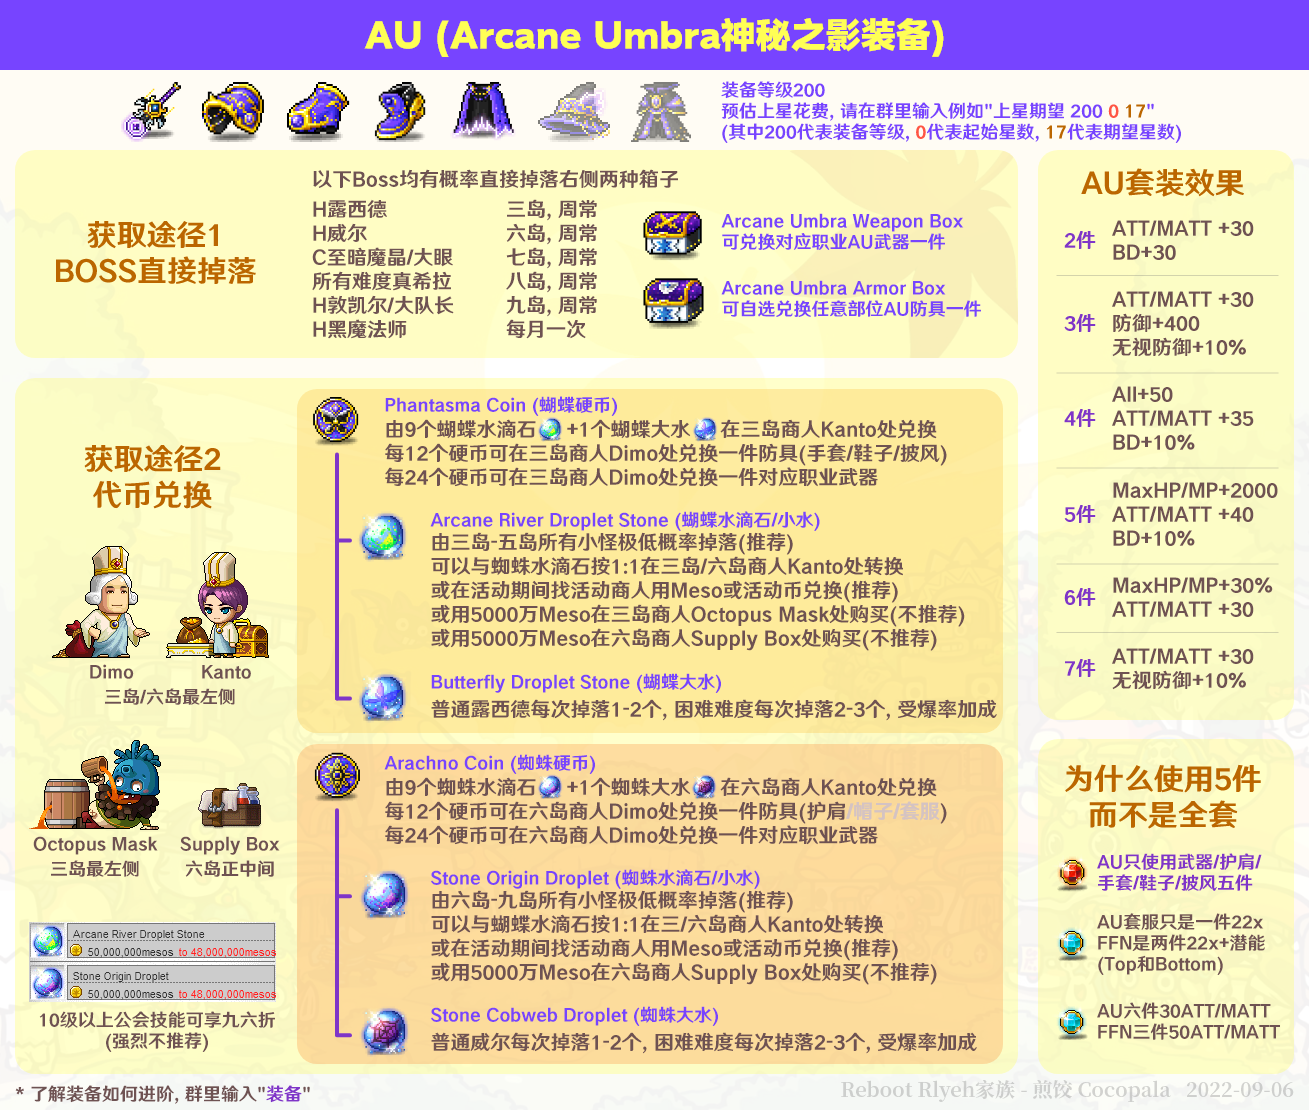 AU (Arcane Umbra神秘之影装备)
装备等级200
预估上星花费, 请在群里输入例如"上星期望 200 0 17"
(其中200代表装备等级, 0代表起始星数, 17代表期望星数)
获取途径1
BOSS直接掉落
以下Boss均有概率直接掉落右侧两种箱子
H露西德 三岛, 周常
H威尔 六岛, 周常
C至暗魔晶/大眼 七岛, 周常
所有难度真希拉 八岛, 周常
H敦凯尔/大队长 九岛, 周常
H黑魔法师 每月一次
Arcane Umbra Weapon Box
可兑换对应职业AU武器一件
Arcane Umbra Armor Box
可自选兑换任意部位AU防具一件
AU套装效果
2件
ATT/MATT +30
BD+30
3件
ATT/MATT +30
防御+400
无视防御+10%
4件
All+50
ATT/MATT +35
BD+10%
5件
MaxHP/MP+2000
ATT/MATT +40
BD+10%
6件
MaxHP/MP+30%
ATT/MATT +30
7件
ATT/MATT +30
无视防御+10%
获取途径2
代币兑换
Dimo
Kanto
三岛/六岛最左侧
Octopus Mask
三岛最左侧
Supply Box
六岛正中间
Arcane River Droplet Stone
50,000,000mesos to 48,000,000mesos
Stone Origin Droplet
50,000,000mesos to 48,000,000mesos
10级以上公会技能可享九六折
(强烈不推荐)
Phantasma Coin (蝴蝶硬币)
由9个蝴蝶水滴石 +1个蝴蝶大水 在三岛商人Kanto处兑换
每12个硬币可在三岛商人Dimo处兑换一件防具(手套/鞋子/披风)
每24个硬币可在三岛商人Dimo处兑换一件对应职业武器
Arcane River Droplet Stone (蝴蝶水滴石/小水)
由三岛-五岛所有小怪极低概率掉落(推荐)
可以与蜘蛛水滴石按1:1在三岛/六岛商人Kanto处转换
或在活动期间找活动商人用Meso或活动币兑换(推荐)
或用5000万Meso在三岛商人Octopus Mask处购买(不推荐)
或用5000万Meso在六岛商人Supply Box处购买(不推荐)
Butterfly Droplet Stone (蝴蝶大水)
普通露西德每次掉落1-2个, 困难难度每次掉落2-3个, 受爆率加成
Arachno Coin (蜘蛛硬币)
由9个蜘蛛水滴石 +1个蜘蛛大水 在六岛商人Kanto处兑换
每12个硬币可在六岛商人Dimo处兑换一件防具(护肩/帽子/套服)
每24个硬币可在六岛商人Dimo处兑换一件对应职业武器
Stone Origin Droplet (蜘蛛水滴石/小水)
由六岛-九岛所有小怪极低概率掉落(推荐)
可以与蝴蝶水滴石按1:1在三/六岛商人Kanto处转换
或在活动期间找活动商人用Meso或活动币兑换(推荐)
或用5000万Meso在六岛商人Supply Box处购买(不推荐)
Stone Cobweb Droplet (蜘蛛大水)
普通威尔每次掉落1-2个, 困难难度每次掉落2-3个, 受爆率加成
为什么使用5件
而不是全套
AU只使用武器/护肩/
手套/鞋子/披风五件
AU套服只是一件22x
FFN是两件22x+潜能
(Top和Bottom)
AU六件30ATT/MATT
FFN三件50ATT/MATT
* 了解装备如何进阶, 群里输入"装备"
Reboot Rlyeh家族 - 煎饺 Cocopala 2022-09-06